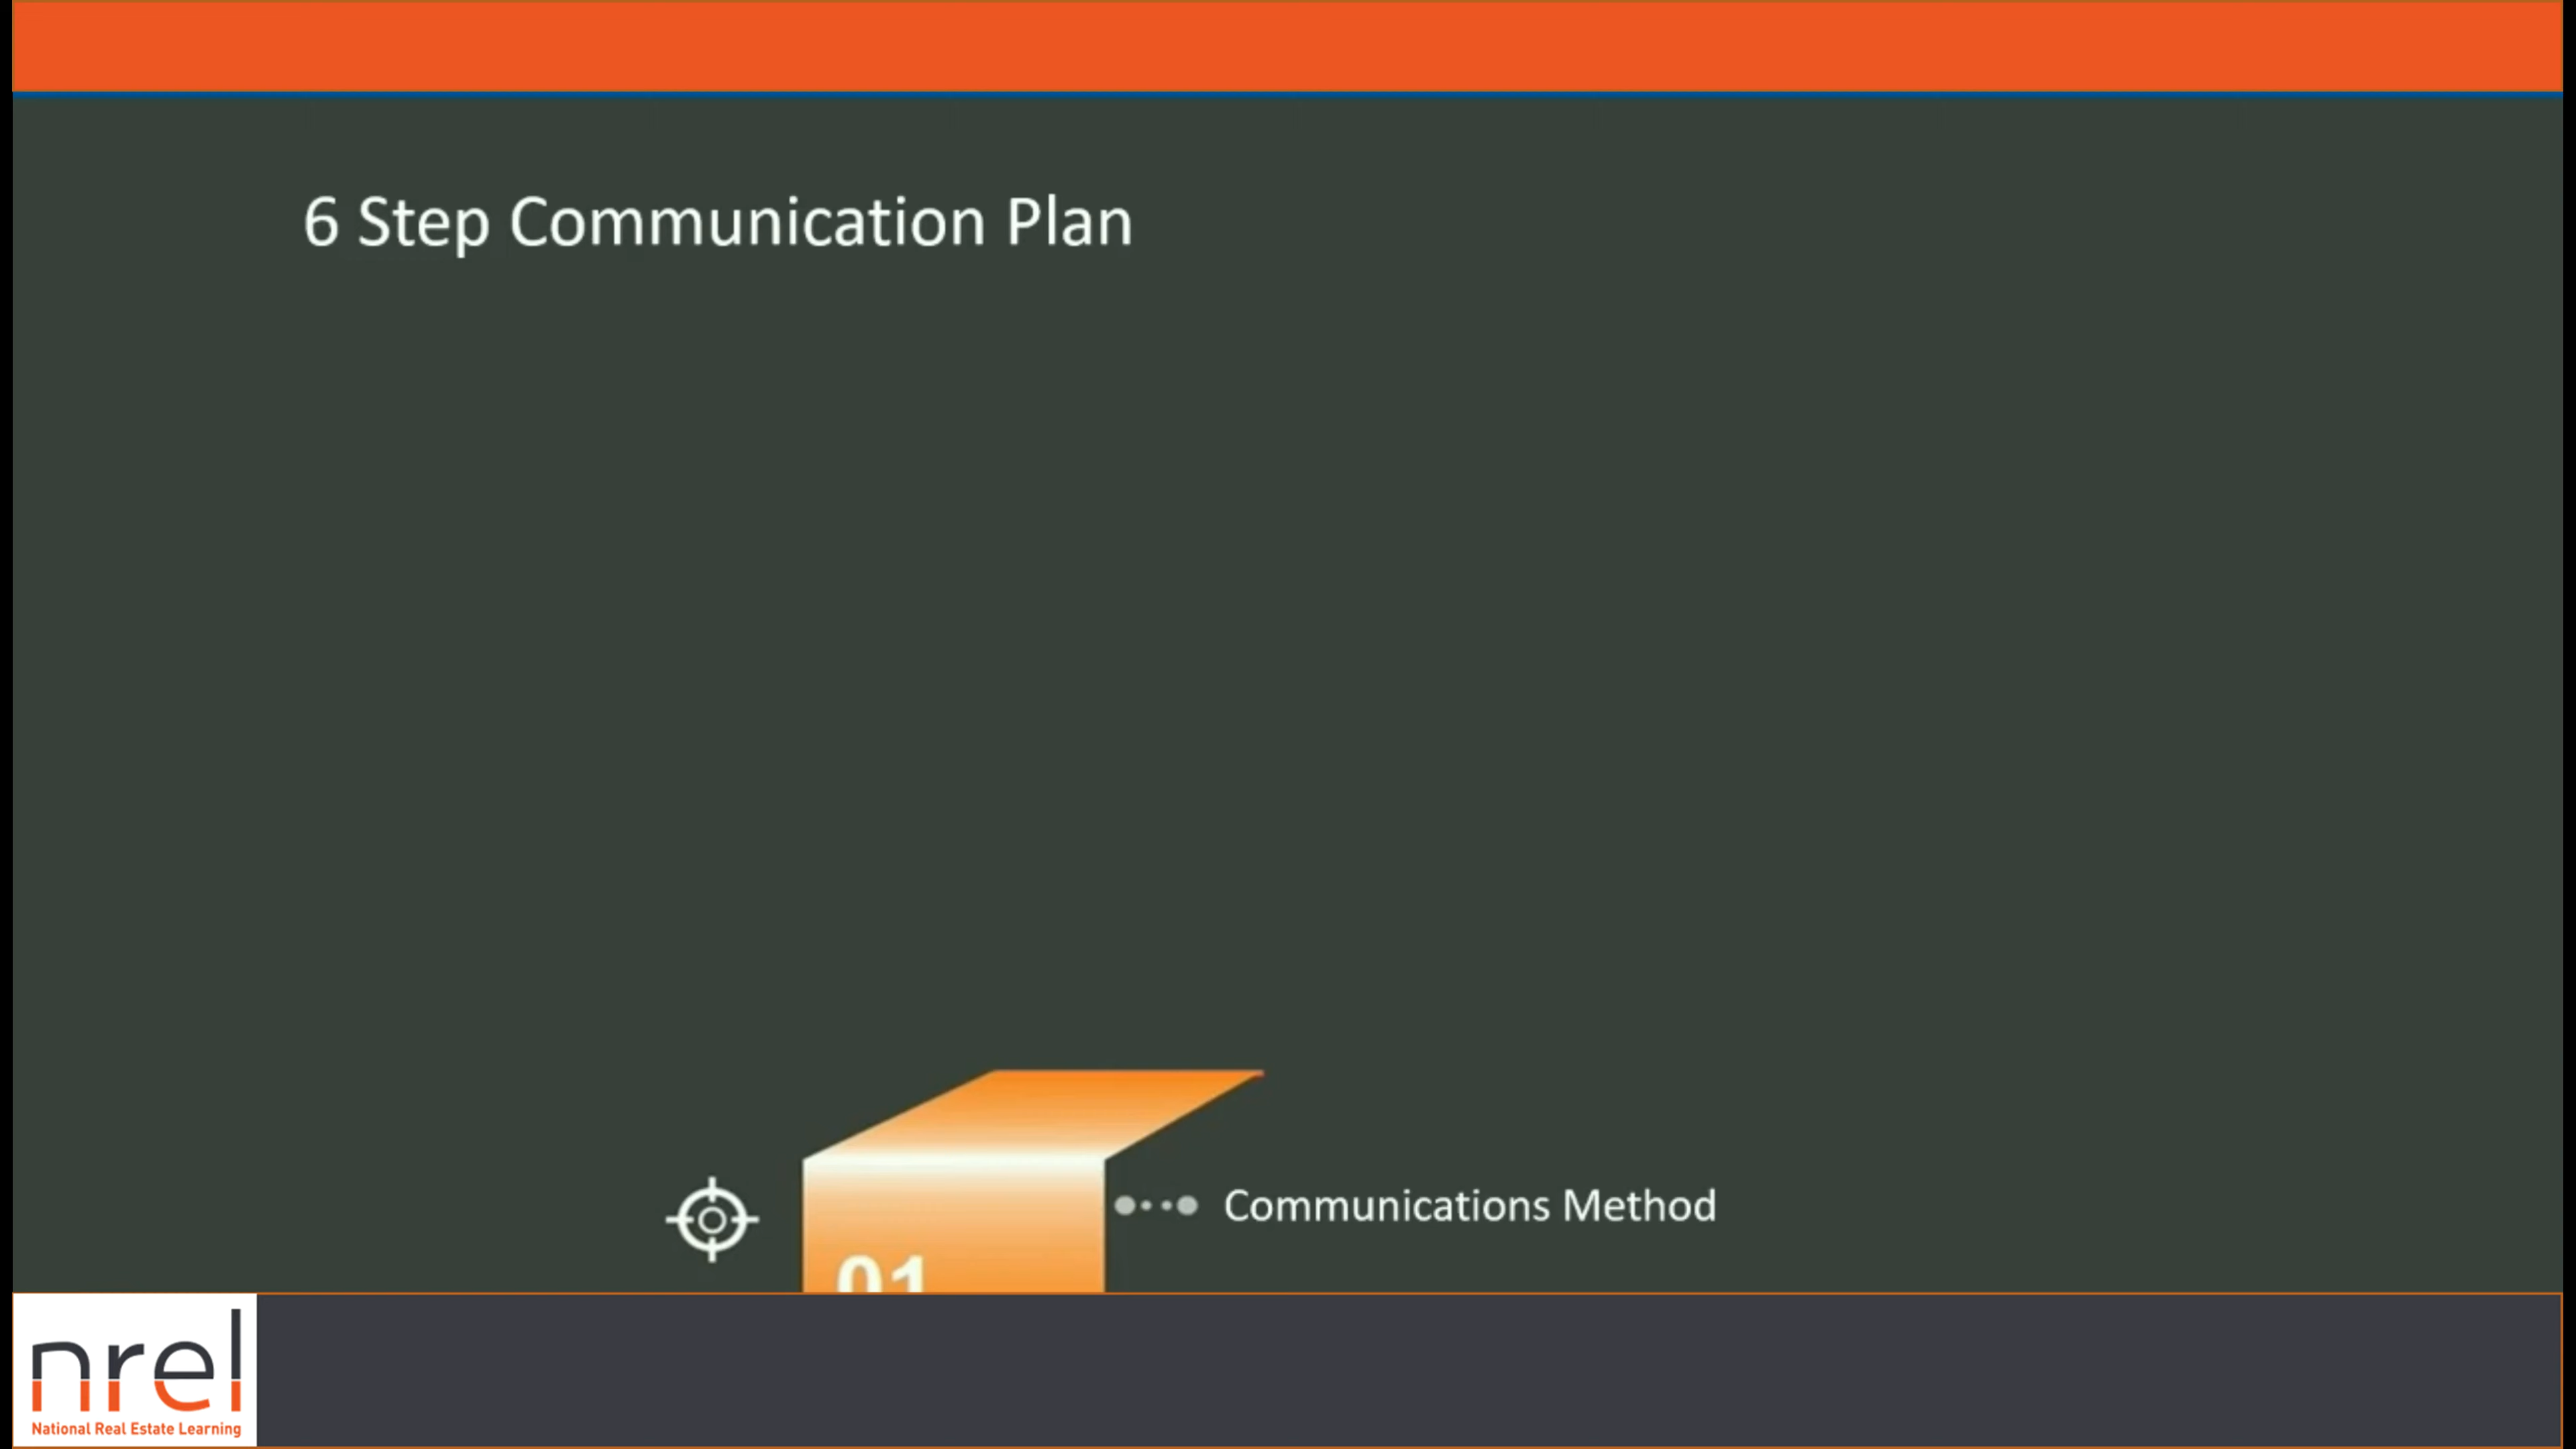 6 Step Communication Plan
Communications Method
01
nrel
National Real Estate Learning